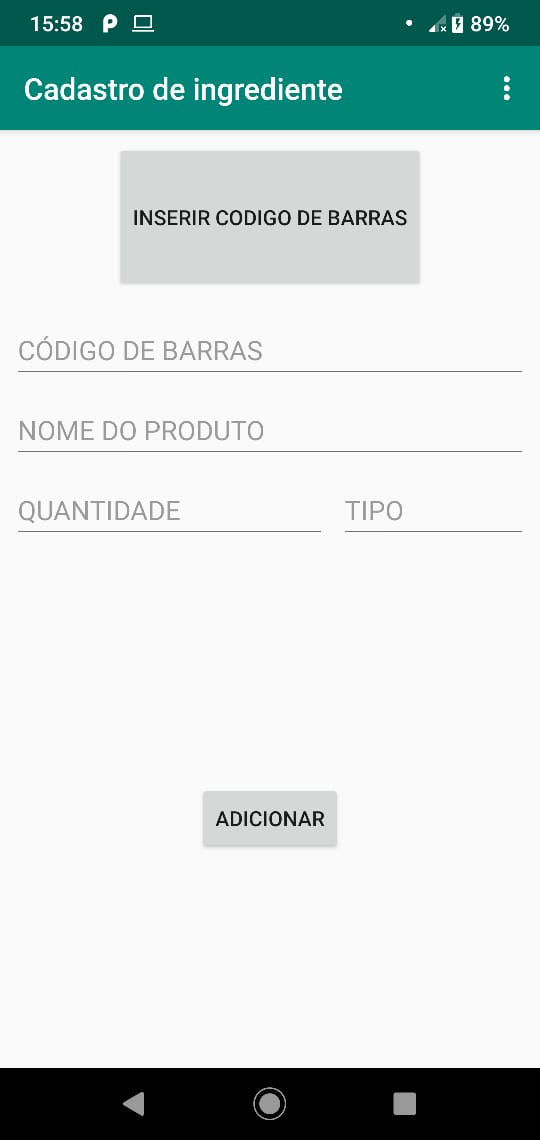 15:58 89%
Cadastro de ingrediente
INSERIR CODIGO DE BARRAS
CÓDIGO DE BARRAS
NOME DO PRODUTO
QUANTIDADE TIPO
ADICIONAR